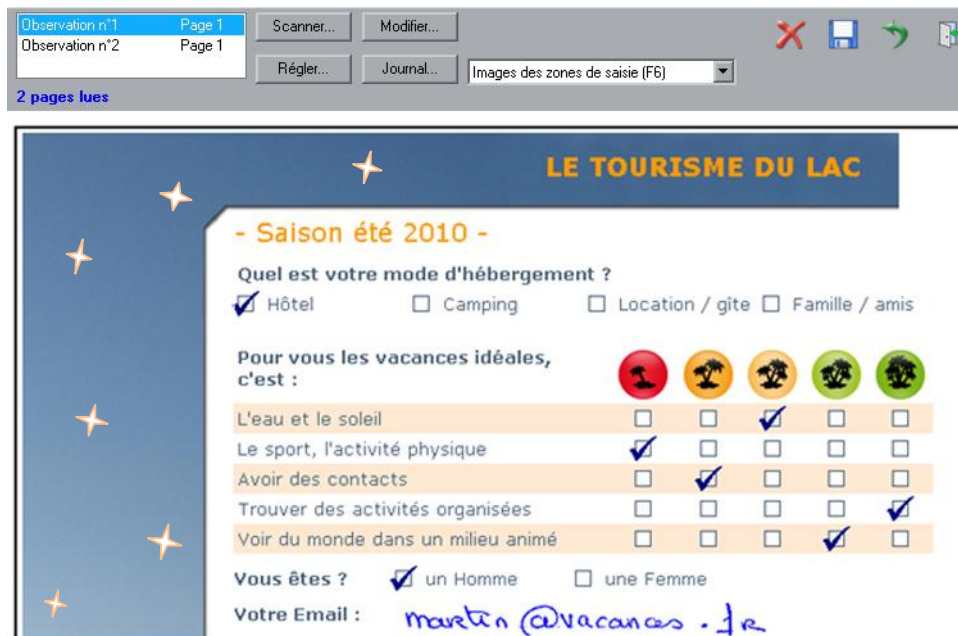 Observation n°1 Page 1
Observation n°2 Page 1
Scanner... Modifier...
Régler... Journal... Images des zones de saisie (F6)
2 pages lues
LE TOURISME DU LAC
- Saison été 2010 -
Quel est votre mode d'hébergement ?
Hôtel Camping Location / gîte Famille / amis
Pour vous les vacances idéales,
c'est :
L'eau et le soleil
Le sport, l'activité physique
Avoir des contacts
Trouver des activités organisées
Voir du monde dans un milieu animé
Vous êtes ? un Homme une Femme
Votre Email : martin @vacances . fr